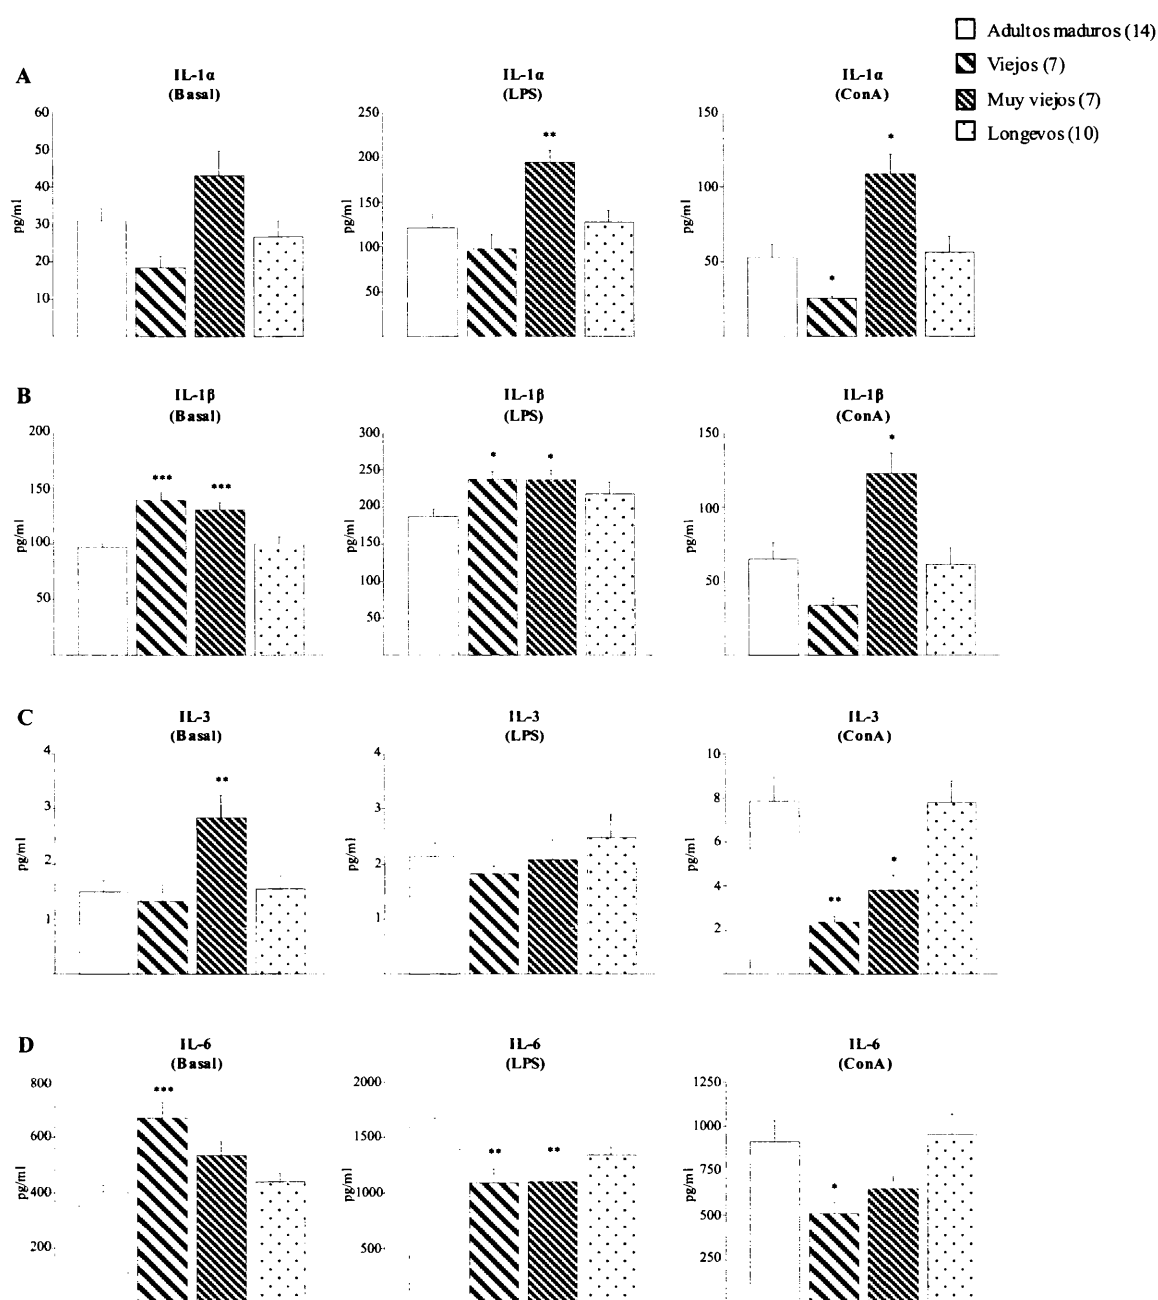 Adultos maduros (14)
Viejos (7)
Muy viejos (7)
Longevos (10)
A
IL-1α
(Basal)
IL-1α
(LPS)
IL-1α
(ConA)
60
50
40
30
20
10
pg/ml
250
200
150
100
50
pg/ml
150
100
50
pg/ml
**
*
*
B
IL-1β
(Basal)
IL-1β
(LPS)
IL-1β
(ConA)
200
150
100
50
pg/ml
300
250
200
150
100
50
pg/ml
150
100
50
pg/ml
***
***
*
*
*
C
IL-3
(Basal)
IL-3
(LPS)
IL-3
(ConA)
4
3
2
1
pg/ml
4
3
2
1
pg/ml
10
8
6
4
2
pg/ml
**
**
*
D
IL-6
(Basal)
IL-6
(LPS)
IL-6
(ConA)
800
600
400
200
pg/ml
2000
1500
1000
500
pg/ml
1250
1000
750
500
250
pg/ml
***
**
**
*